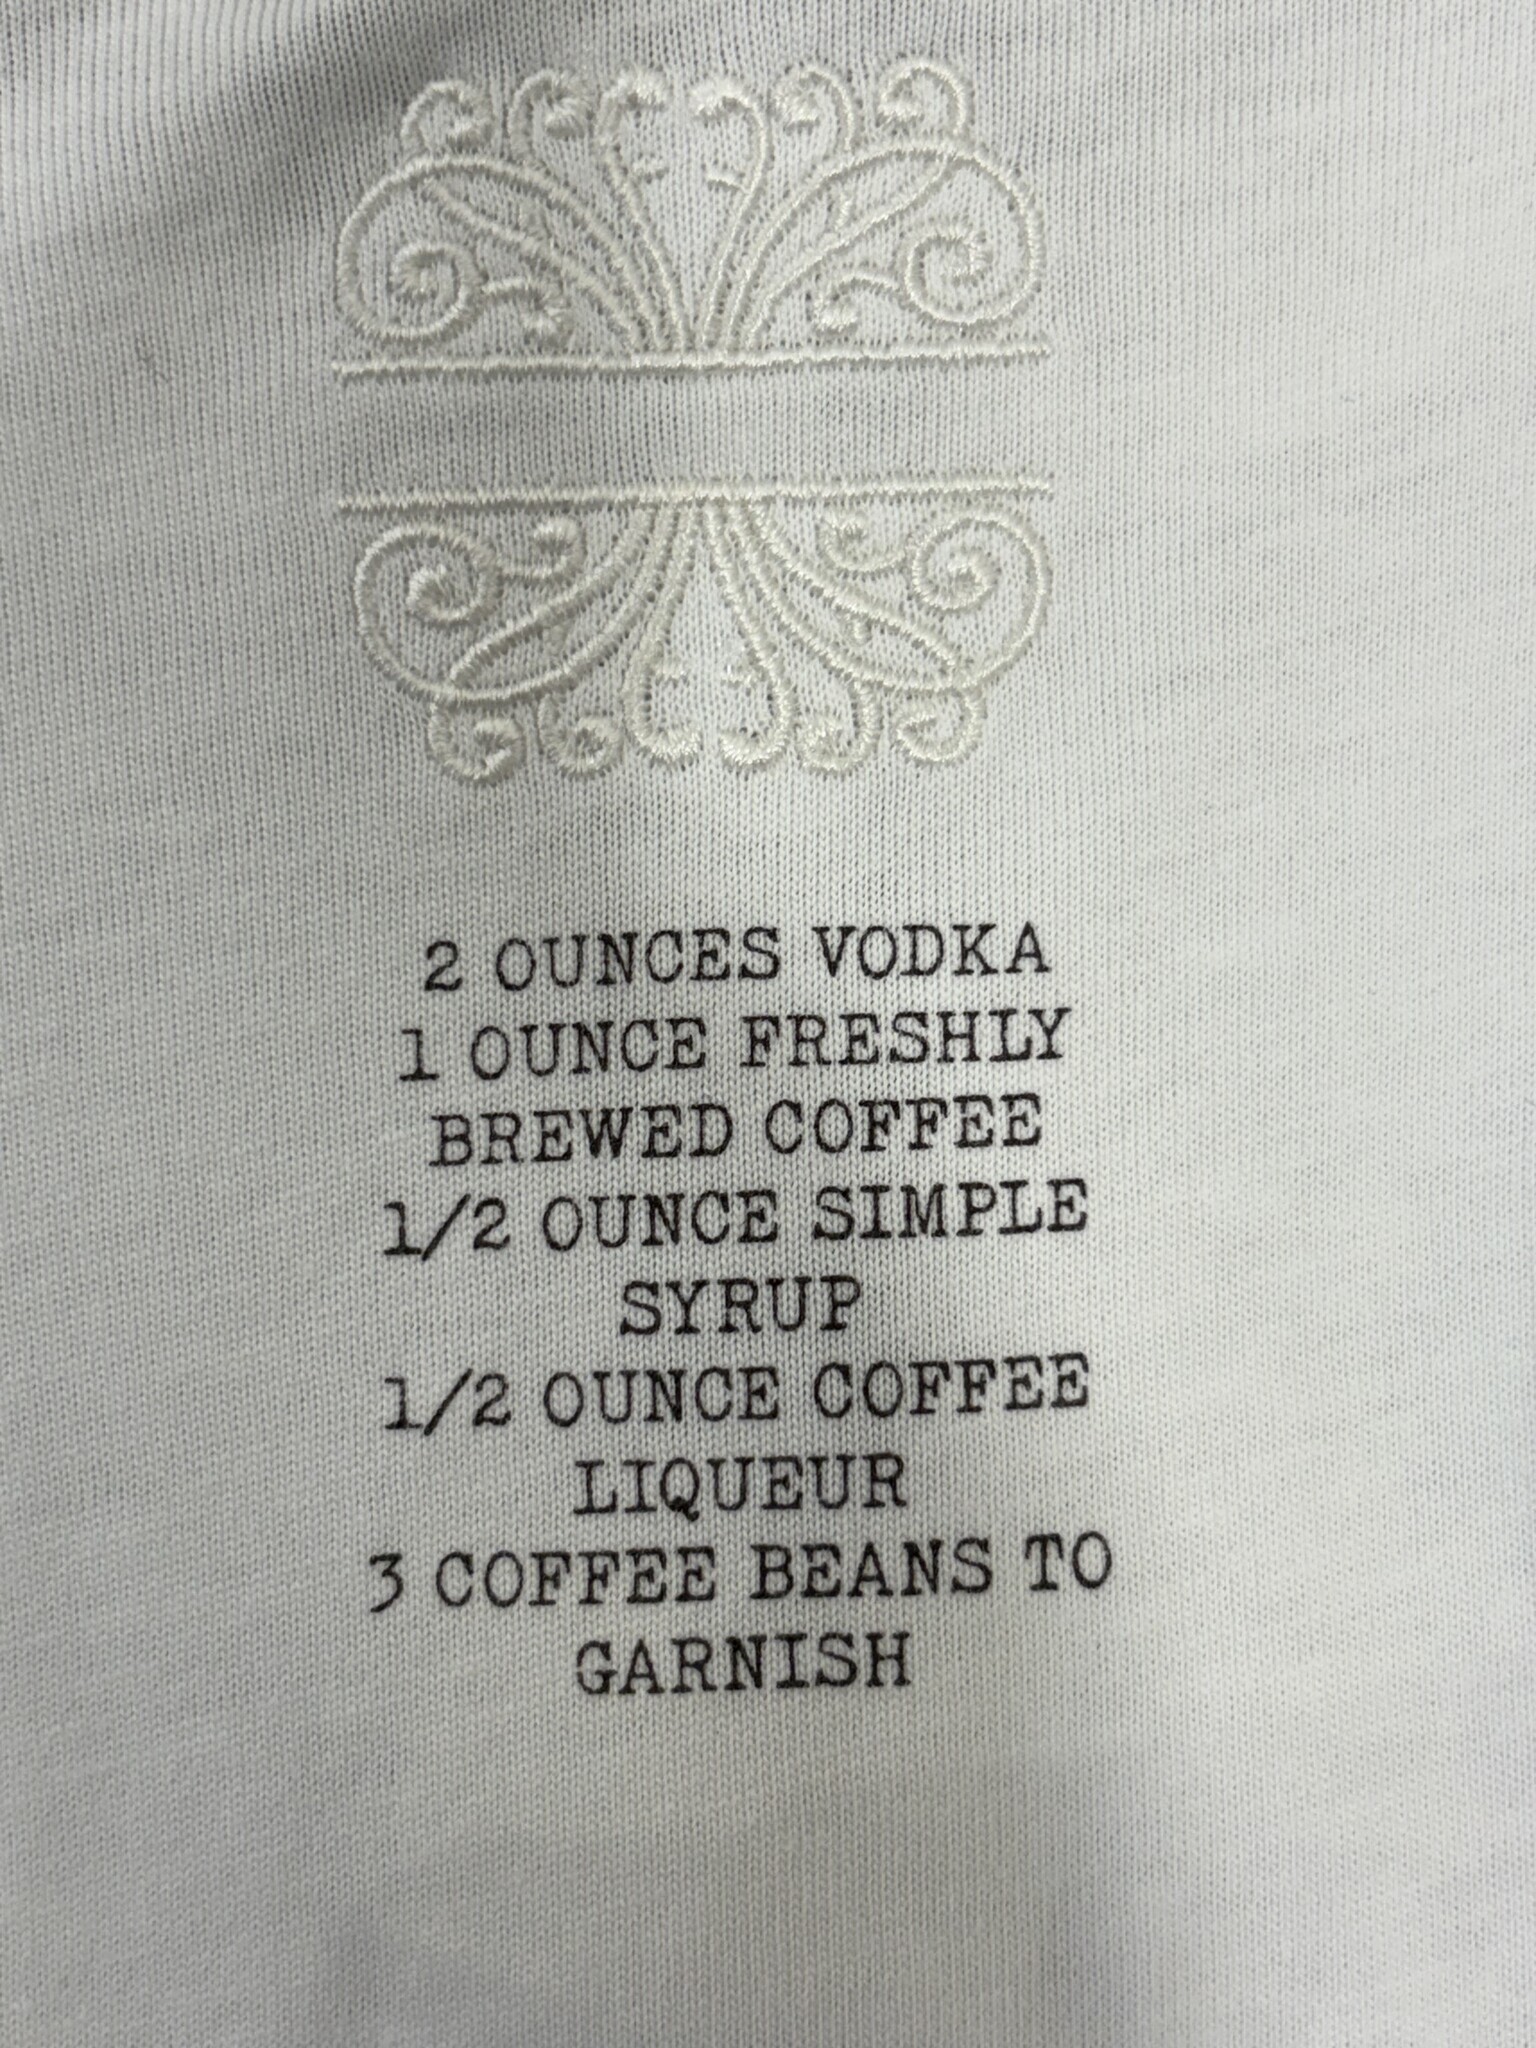 2 OUNCES VODKA
1 OUNCE FRESHLY
BREWED COFFEE
1/2 OUNCE SIMPLE
SYRUP
1/2 OUNCE COFFEE
LIQUEUR
3 COFFEE BEANS TO
GARNISH